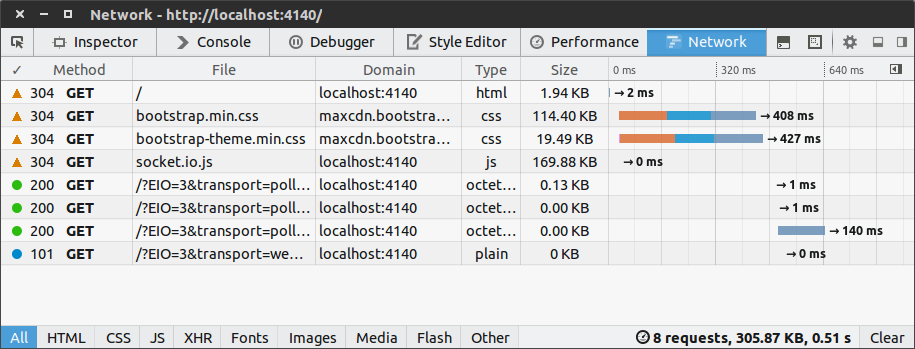 Network - http://localhost:4140/
Inspector Console Debugger Style Editor Performance Network
✓ Method File Domain Type Size 0 ms 320 ms 640 ms
304 GET / localhost:4140 html 1.94 KB → 2 ms
304 GET bootstrap.min.css maxcdn.bootstra… css 114.40 KB → 408 ms
304 GET bootstrap-theme.min.css maxcdn.bootstra… css 19.49 KB → 427 ms
304 GET socket.io.js localhost:4140 js 169.88 KB → 0 ms
200 GET /?EIO=3&transport=poll… localhost:4140 octet… 0.13 KB → 1 ms
200 GET /?EIO=3&transport=poll… localhost:4140 octet… 0.00 KB → 1 ms
200 GET /?EIO=3&transport=poll… localhost:4140 octet… 0.00 KB → 140 ms
101 GET /?EIO=3&transport=we… localhost:4140 plain 0 KB → 0 ms
All HTML CSS JS XHR Fonts Images Media Flash Other 8 requests, 305.87 KB, 0.51 s Clear